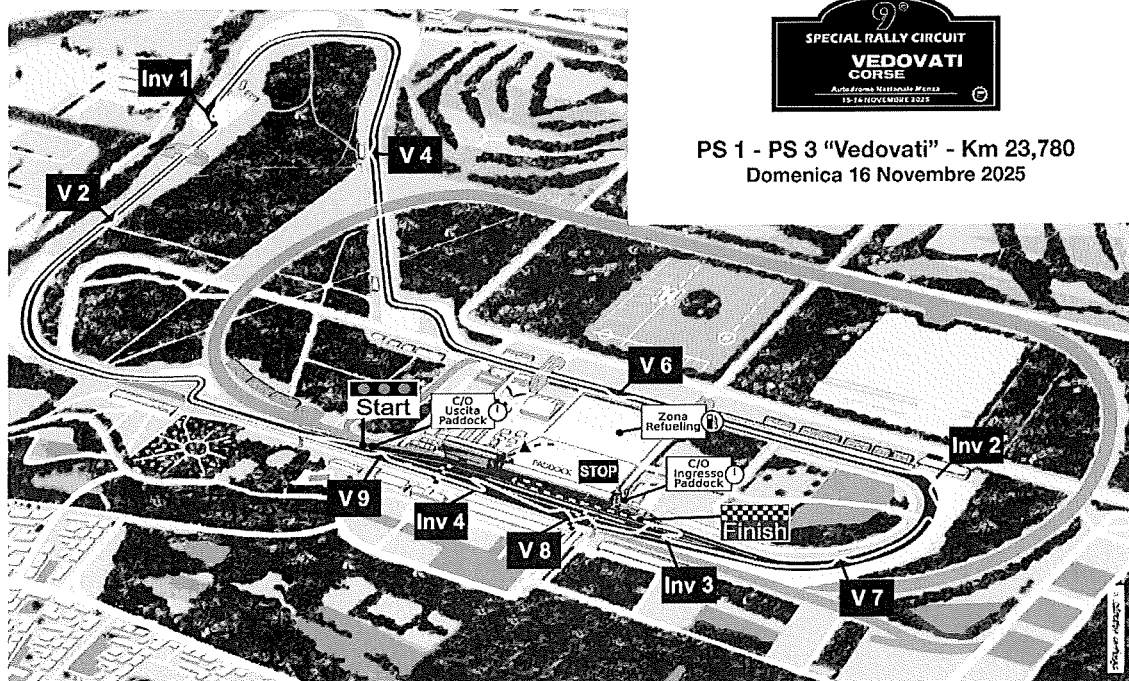 9°
SPECIAL RALLY CIRCUIT
VEDOVATI
CORSE
Autodromo Nazionale Monza
15-16 NOVEMBRE 2025
PS 1 - PS 3 “Vedovati” - Km 23,780
Domenica 16 Novembre 2025
Inv 1
V 4
V 2
V 6
Start
C/O
Uscita
Paddock
Zona
Refueling
Inv 2
PADDOCK
STOP
C/O
Ingresso
Paddock
V 9
Inv 4
Finish
V 8
Inv 3
V 7